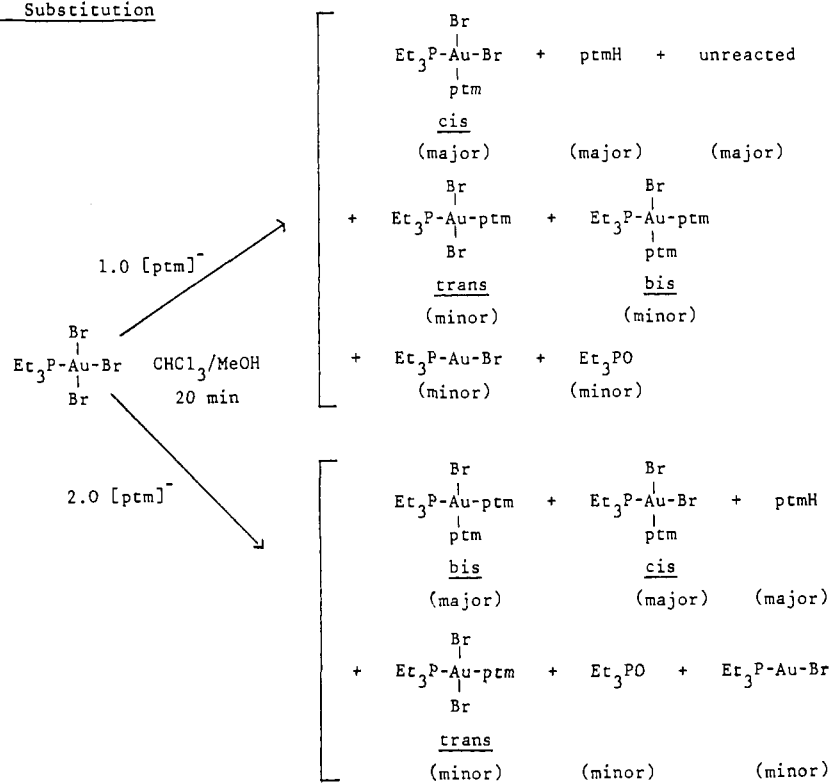 Substitution
Br
Et3P-Au-Br + ptmH + unreacted
ptm
cis
(major) (major) (major)
Br Br
+ Et3P-Au-ptm + Et3P-Au-ptm
Br ptm
trans bis
(minor) (minor)
+ Et3P-Au-Br + Et3PO
(minor) (minor)
1.0 [ptm]-
Br
Et3P-Au-Br CHCl3/MeOH
Br 20 min
2.0 [ptm]-
Br Br
Et3P-Au-ptm + Et3P-Au-Br + ptmH
ptm ptm
bis cis
(major) (major) (major)
Br
+ Et3P-Au-ptm + Et3PO + Et3P-Au-Br
Br
trans
(minor) (minor) (minor)